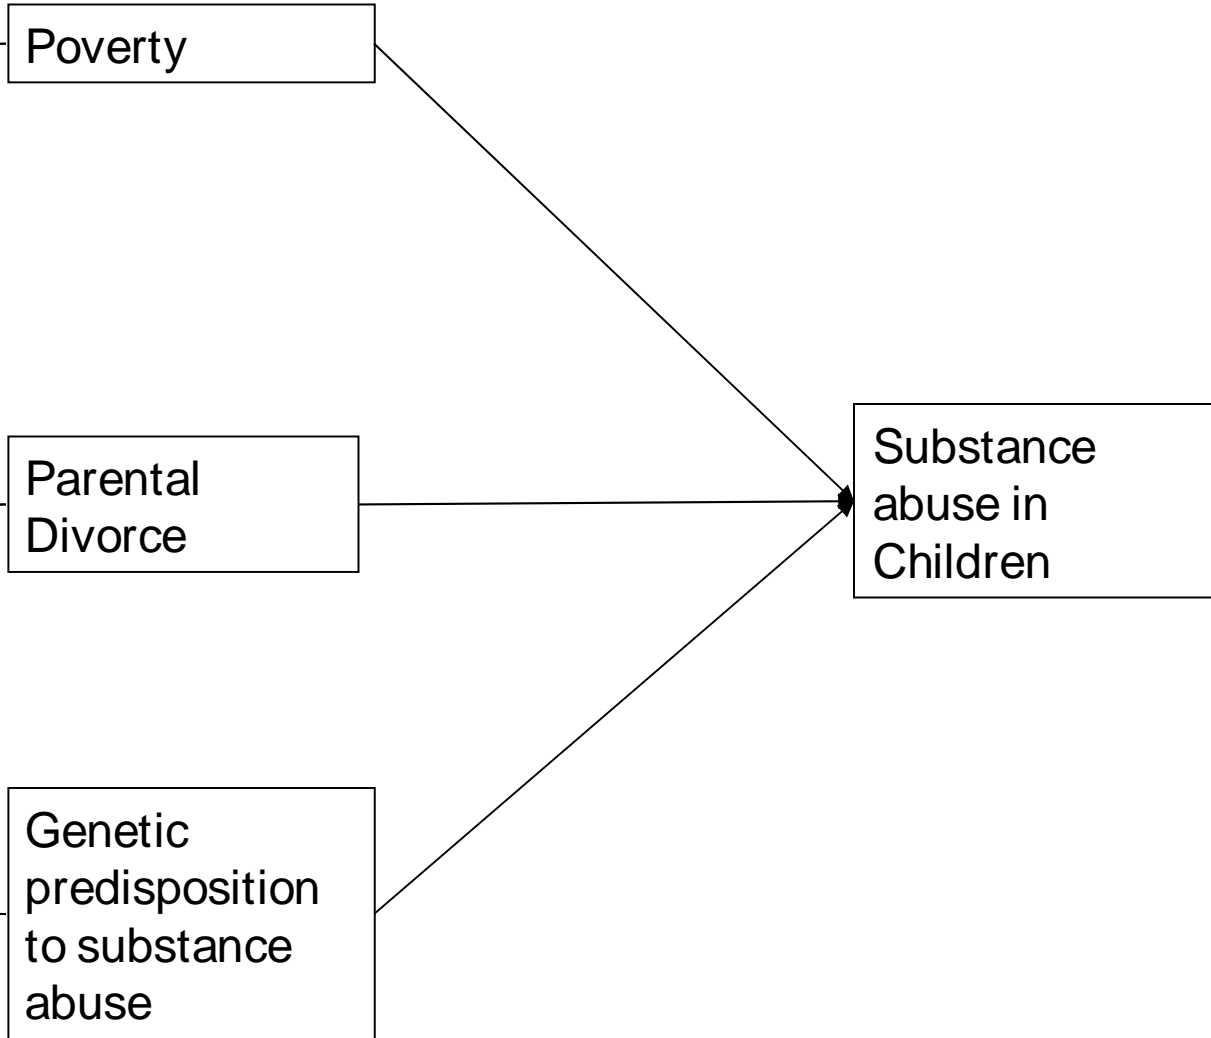 Poverty
Parental
Divorce
Substance
abuse in
Children
Genetic
predisposition
to substance
abuse